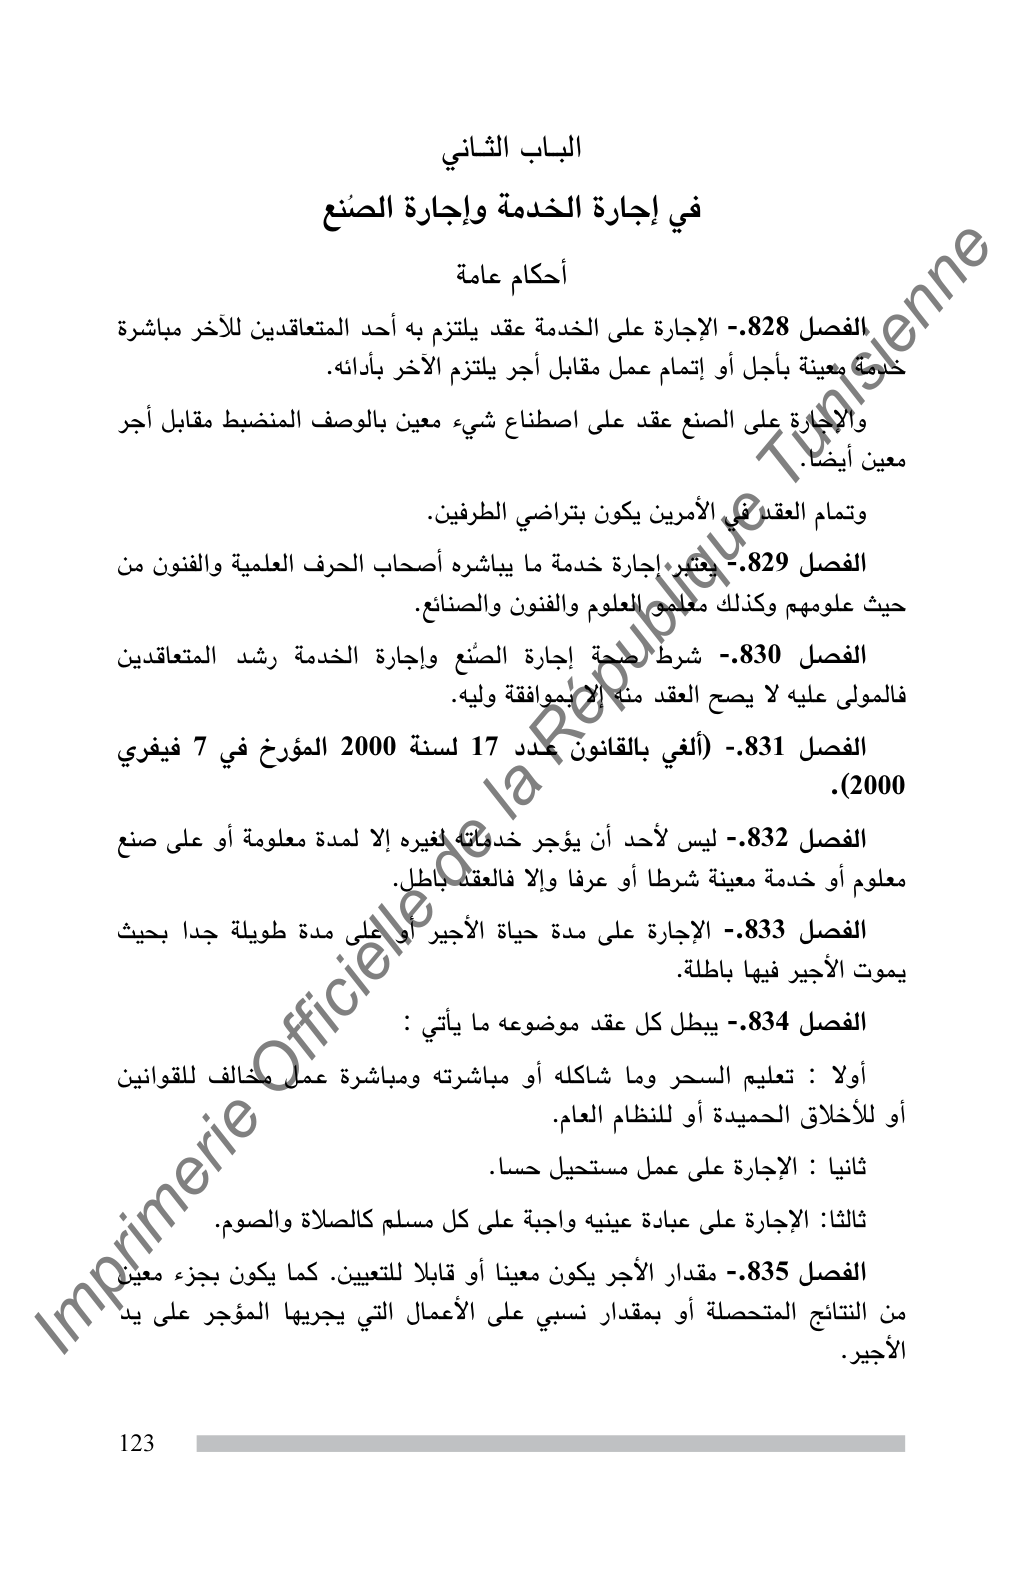 البـاب الثـاني
في إجارة الخدمة وإجارة الصُنع
أحكام عامة
الفصل 828.- الإجارة على الخدمة عقد يلتزم به أحد المتعاقدين للآخر مباشرة
خدمة معينة بأجل أو إتمام عمل مقابل أجر يلتزم الآخر بأدائه.
والإجارة على الصنع عقد على اصطناع شيء معين بالوصف المنضبط مقابل أجر
معين أيضا.
وتمام العقد في الأمرين يكون بتراضي الطرفين.
الفصل 829.- يعتبر إجارة خدمة ما يباشره أصحاب الحرف العلمية والفنون من
حيث علومهم وكذلك معلمو العلوم والفنون والصنائع.
الفصل 830.- شرط صحة إجارة الصُنع وإجارة الخدمة رشد المتعاقدين
فالمولى عليه لا يصح العقد منه إلا بموافقة وليه.
الفصل 831.- (ألغي بالقانون عـدد 17 لسنة 2000 المؤرخ في 7 فيفري
2000).
الفصل 832.- ليس لأحد أن يؤجر خدماته لغيره إلا لمدة معلومة أو على صنع
معلوم أو خدمة معينة شرطا أو عرفا وإلا فالعقد باطل.
الفصل 833.- الإجارة على مدة حياة الأجير أو على مدة طويلة جدا بحيث
يموت الأجير فيها باطلة.
الفصل 834.- يبطل كل عقد موضوعه ما يأتي :
أولا : تعليم السحر وما شاكله أو مباشرته ومباشرة عمل مخالف للقوانين
أو للأخلاق الحميدة أو للنظام العام.
ثانيا : الإجارة على عمل مستحيل حسا.
ثالثا: الإجارة على عبادة عينيه واجبة على كل مسلم كالصلاة والصوم.
الفصل 835.- مقدار الأجر يكون معينا أو قابلا للتعيين. كما يكون بجزء معين
من النتائج المتحصلة أو بمقدار نسبي على الأعمال التي يجريها المؤجر على يد
الأجير.
123
Imprimerie Officielle de la République Tunisienne